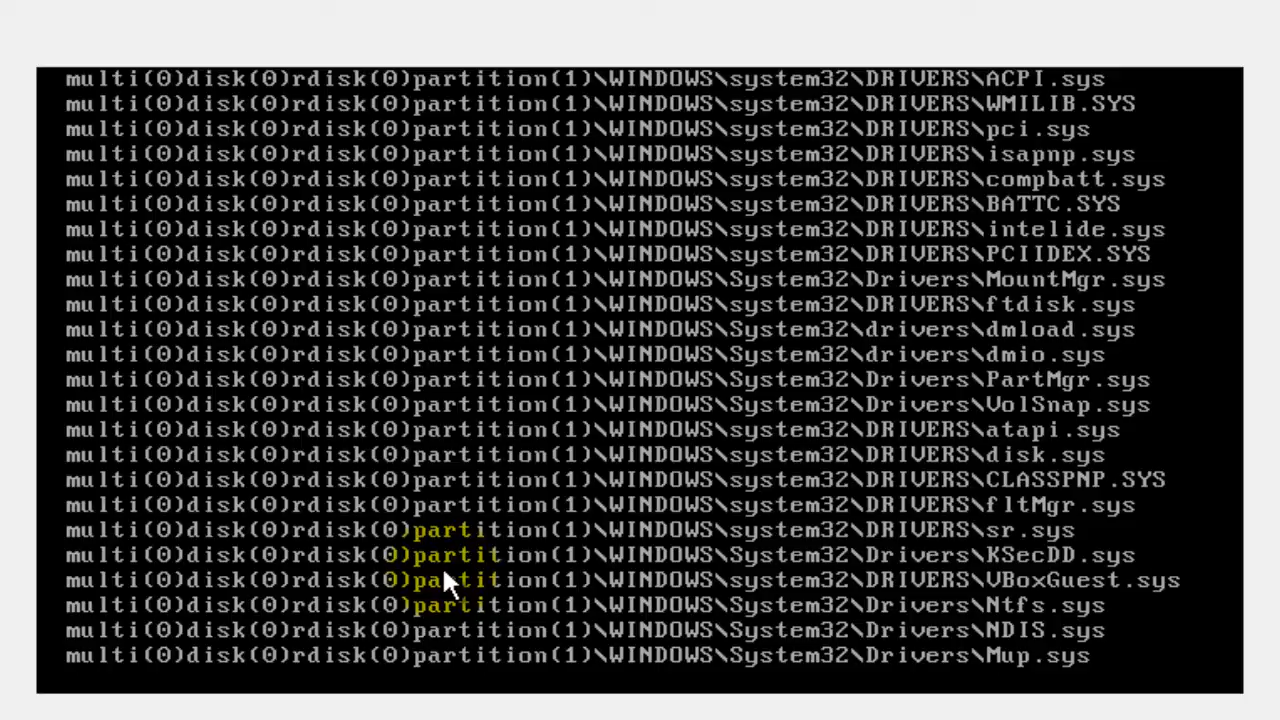 multi(0)disk(0)rdisk(0)partition(1)\WINDOWS\system32\DRIVERS\ACPI.sys
multi(0)disk(0)rdisk(0)partition(1)\WINDOWS\system32\DRIVERS\WMILIB.SYS
multi(0)disk(0)rdisk(0)partition(1)\WINDOWS\system32\DRIVERS\pci.sys
multi(0)disk(0)rdisk(0)partition(1)\WINDOWS\system32\DRIVERS\isapnp.sys
multi(0)disk(0)rdisk(0)partition(1)\WINDOWS\system32\DRIVERS\compbatt.sys
multi(0)disk(0)rdisk(0)partition(1)\WINDOWS\system32\DRIVERS\BATTC.SYS
multi(0)disk(0)rdisk(0)partition(1)\WINDOWS\system32\DRIVERS\intelide.sys
multi(0)disk(0)rdisk(0)partition(1)\WINDOWS\system32\DRIVERS\PCIIDEX.SYS
multi(0)disk(0)rdisk(0)partition(1)\WINDOWS\System32\Drivers\MountMgr.sys
multi(0)disk(0)rdisk(0)partition(1)\WINDOWS\system32\DRIVERS\ftdisk.sys
multi(0)disk(0)rdisk(0)partition(1)\WINDOWS\System32\drivers\dmload.sys
multi(0)disk(0)rdisk(0)partition(1)\WINDOWS\System32\drivers\dmio.sys
multi(0)disk(0)rdisk(0)partition(1)\WINDOWS\System32\Drivers\PartMgr.sys
multi(0)disk(0)rdisk(0)partition(1)\WINDOWS\System32\Drivers\VolSnap.sys
multi(0)disk(0)rdisk(0)partition(1)\WINDOWS\system32\DRIVERS\atapi.sys
multi(0)disk(0)rdisk(0)partition(1)\WINDOWS\system32\DRIVERS\disk.sys
multi(0)disk(0)rdisk(0)partition(1)\WINDOWS\system32\DRIVERS\CLASSPNP.SYS
multi(0)disk(0)rdisk(0)partition(1)\WINDOWS\system32\DRIVERS\fltMgr.sys
multi(0)disk(0)rdisk(0)partition(1)\WINDOWS\system32\DRIVERS\sr.sys
multi(0)disk(0)rdisk(0)partition(1)\WINDOWS\System32\Drivers\KSecDD.sys
multi(0)disk(0)rdisk(0)partition(1)\WINDOWS\system32\DRIVERS\VBoxGuest.sys
multi(0)disk(0)rdisk(0)partition(1)\WINDOWS\System32\Drivers\Ntfs.sys
multi(0)disk(0)rdisk(0)partition(1)\WINDOWS\System32\Drivers\NDIS.sys
multi(0)disk(0)rdisk(0)partition(1)\WINDOWS\System32\Drivers\Mup.sys